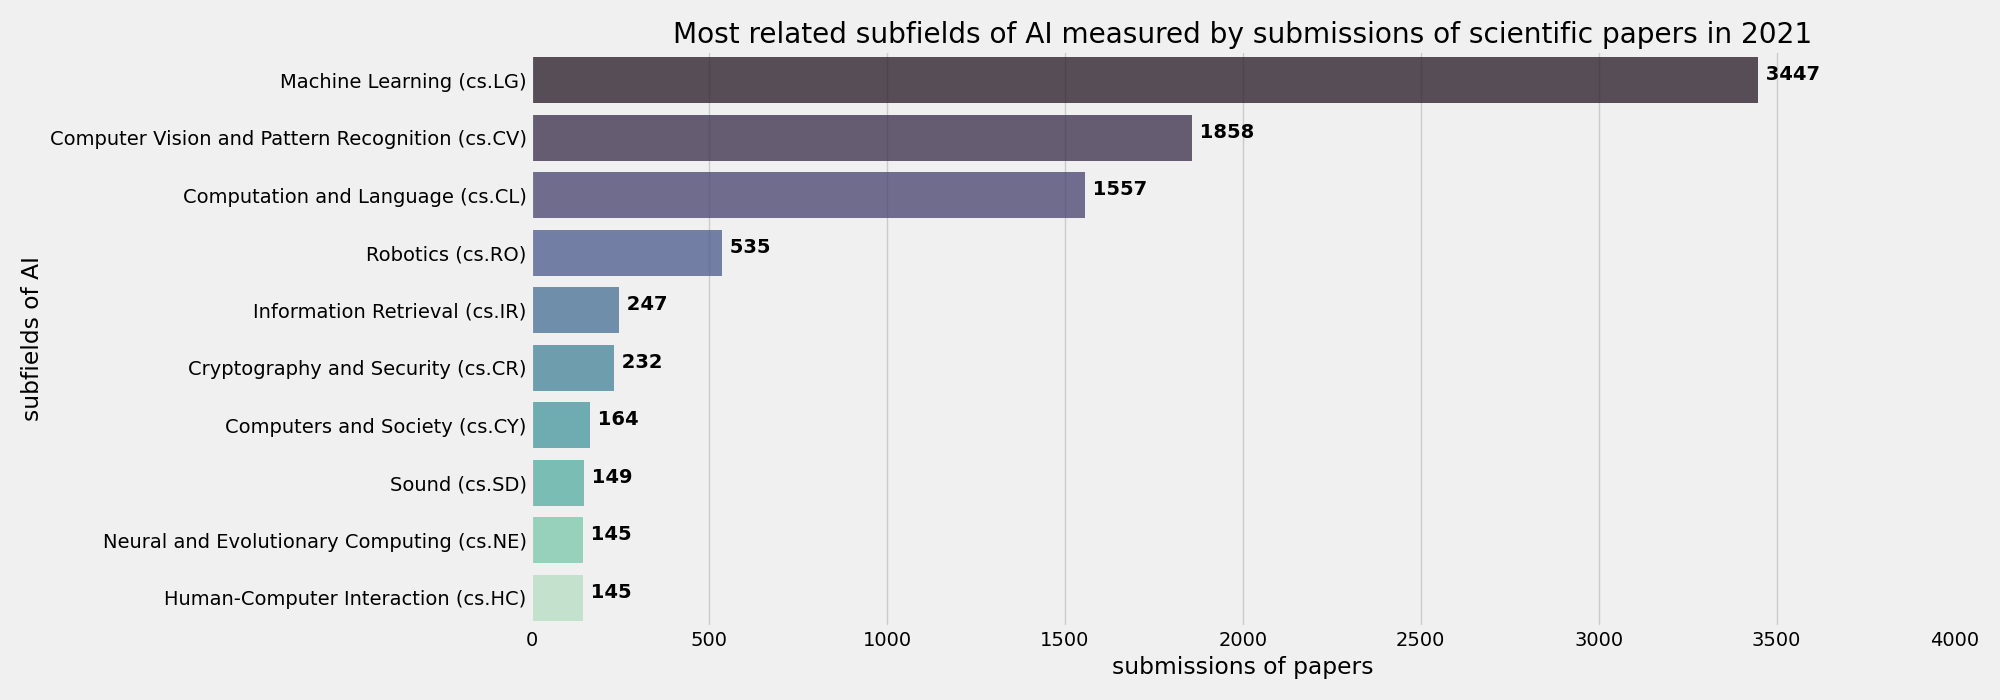 Most related subfields of AI measured by submissions of scientific papers in 2021
subfields of AI
Machine Learning (cs.LG) 3447
Computer Vision and Pattern Recognition (cs.CV) 1858
Computation and Language (cs.CL) 1557
Robotics (cs.RO) 535
Information Retrieval (cs.IR) 247
Cryptography and Security (cs.CR) 232
Computers and Society (cs.CY) 164
Sound (cs.SD) 149
Neural and Evolutionary Computing (cs.NE) 145
Human-Computer Interaction (cs.HC) 145
0 500 1000 1500 2000 2500 3000 3500 4000
submissions of papers